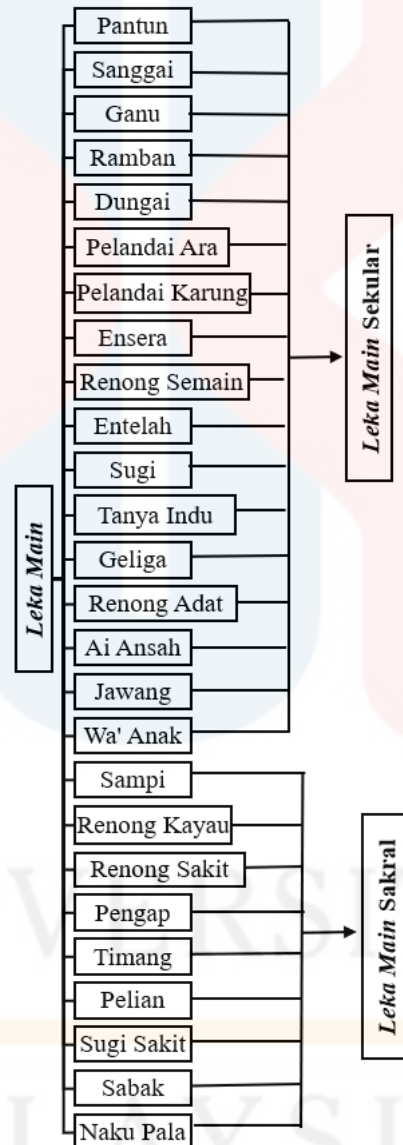 Leka Main
Pantun
Sanggai
Ganu
Ramban
Dungai
Pelandai Ara
Pelandai Karung
Ensera
Renong Semain
Entelah
Sugi
Tanya Indu
Geliga
Renong Adat
Ai Ansah
Jawang
Wa' Anak
Leka Main Sekular
Sampi
Renong Kayau
Renong Sakit
Pengap
Timang
Pelian
Sugi Sakit
Sabak
Naku Pala
Leka Main Sakral
VERSI
LAYSI